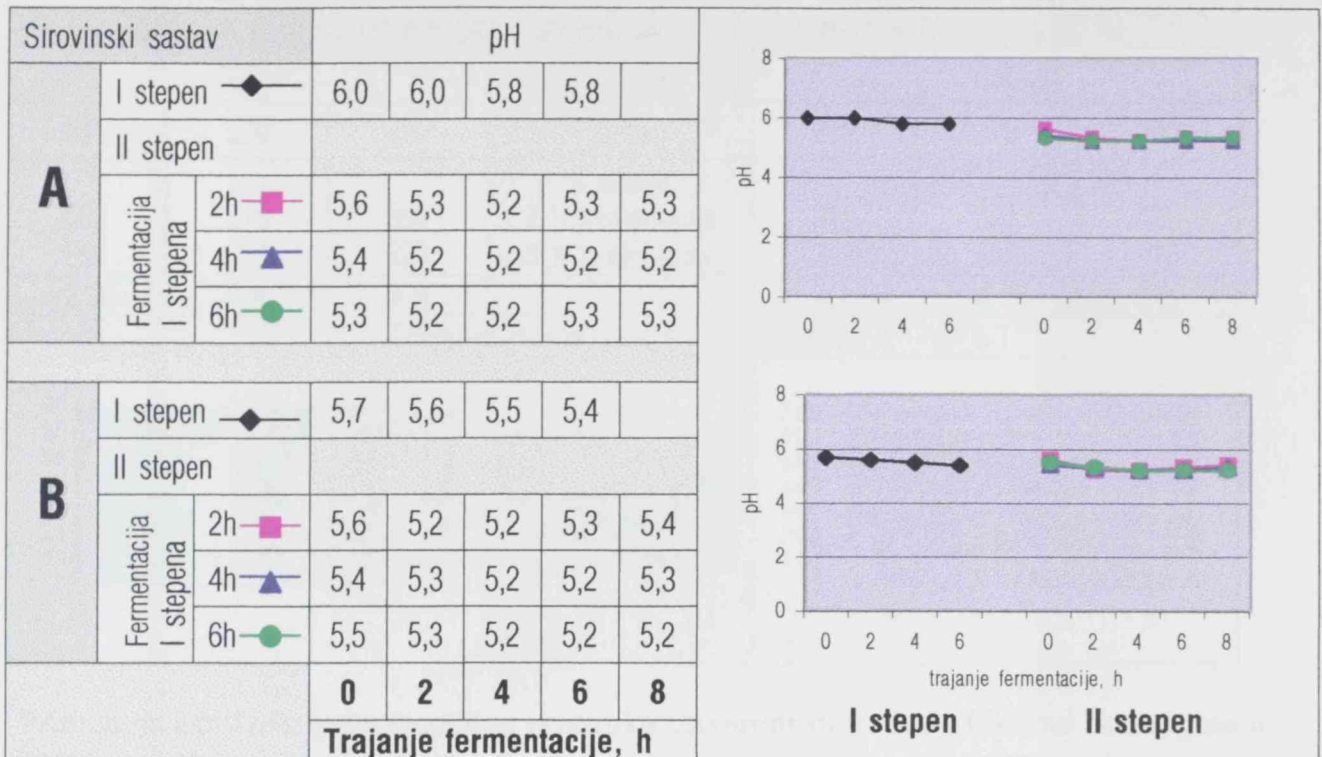 Sirovinski sastav pH
A
I stepen 6,0 6,0 5,8 5,8
II stepen
Fermentacija
I stepena
2h 5,6 5,3 5,2 5,3 5,3
4h 5,4 5,2 5,2 5,2 5,2
6h 5,3 5,2 5,2 5,3 5,3
B
I stepen 5,7 5,6 5,5 5,4
II stepen
Fermentacija
I stepena
2h 5,6 5,2 5,2 5,3 5,4
4h 5,4 5,3 5,2 5,2 5,3
6h 5,5 5,3 5,2 5,2 5,2
0 2 4 6 8
Trajanje fermentacije, h
8
6
4
2
0
pH
0 2 4 6 0 2 4 6 8
8
6
4
2
0
pH
0 2 4 6 0 2 4 6 8
trajanje fermentacije, h
I stepen II stepen